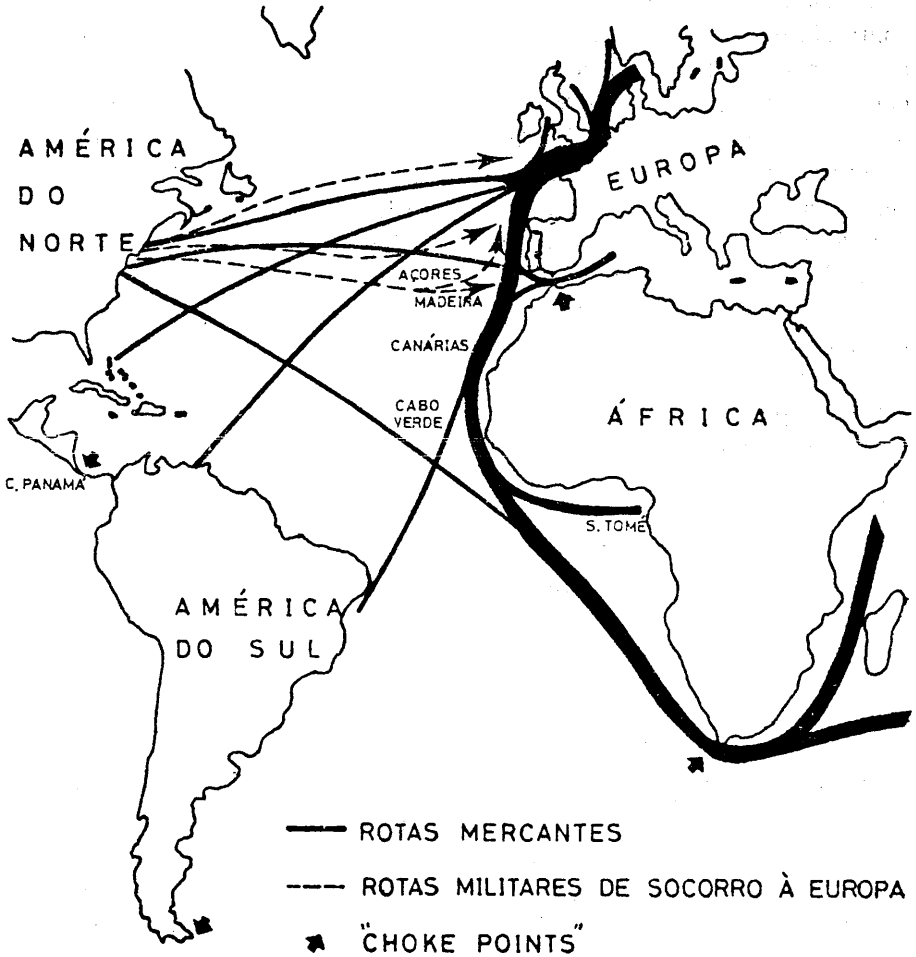 AMÉRICA
DO
NORTE
EUROPA
AÇORES
MADEIRA
CANÁRIAS
CABO
VERDE
ÁFRICA
C. PANAMÁ
S. TOMÉ
AMÉRICA
DO SUL
ROTAS MERCANTES
ROTAS MILITARES DE SOCORRO À EUROPA
"CHOKE POINTS"